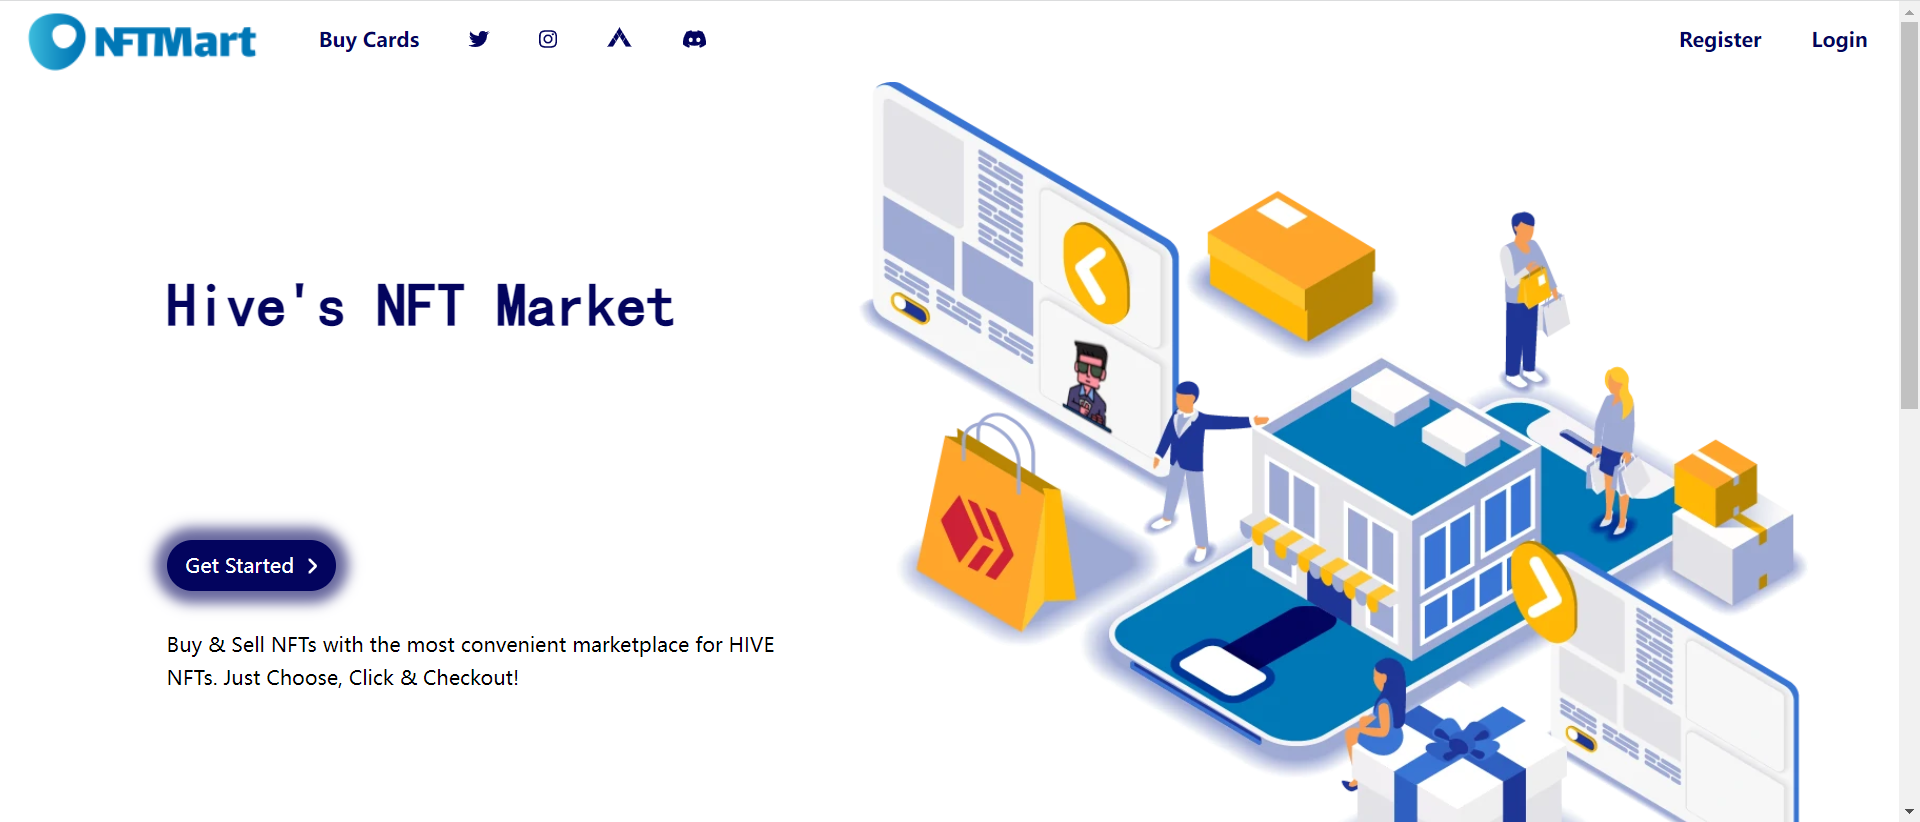 NFTMart
Buy Cards
Register
Login
Hive's NFT Market
Get Started
Buy & Sell NFTs with the most convenient marketplace for HIVE
NFTs. Just Choose, Click & Checkout!